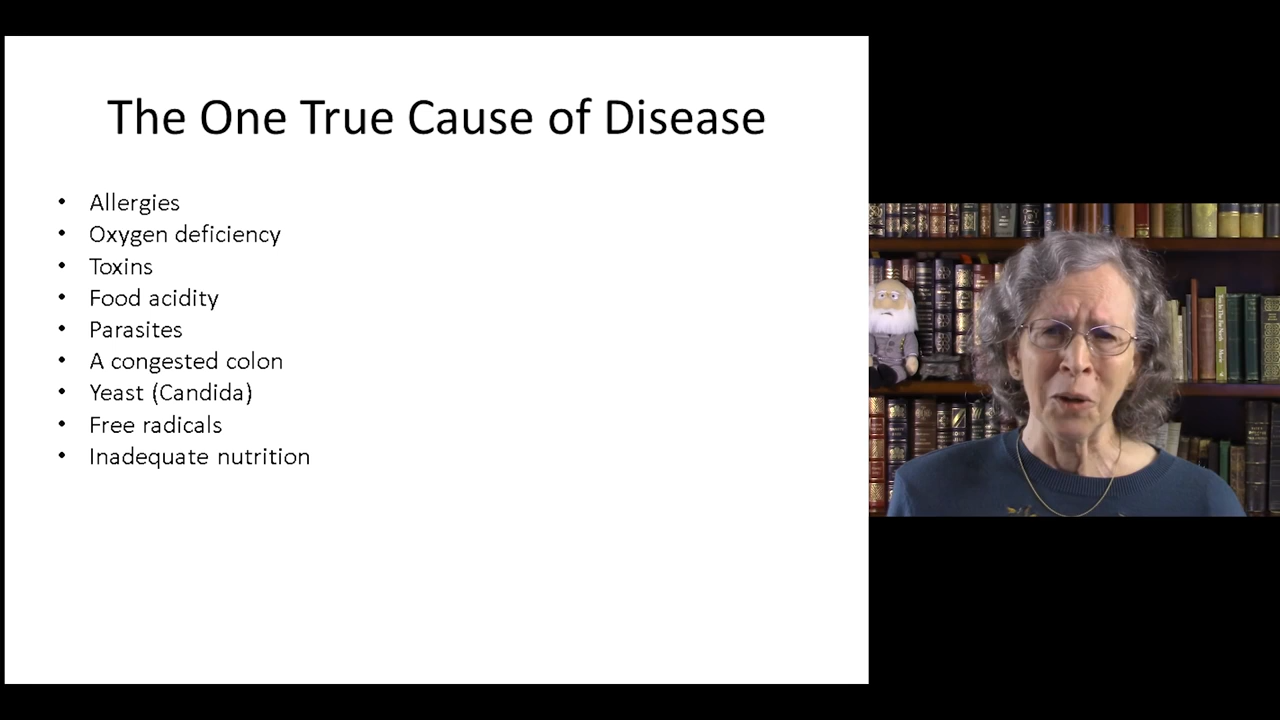 The One True Cause of Disease
• Allergies
• Oxygen deficiency
• Toxins
• Food acidity
• Parasites
• A congested colon
• Yeast (Candida)
• Free radicals
• Inadequate nutrition